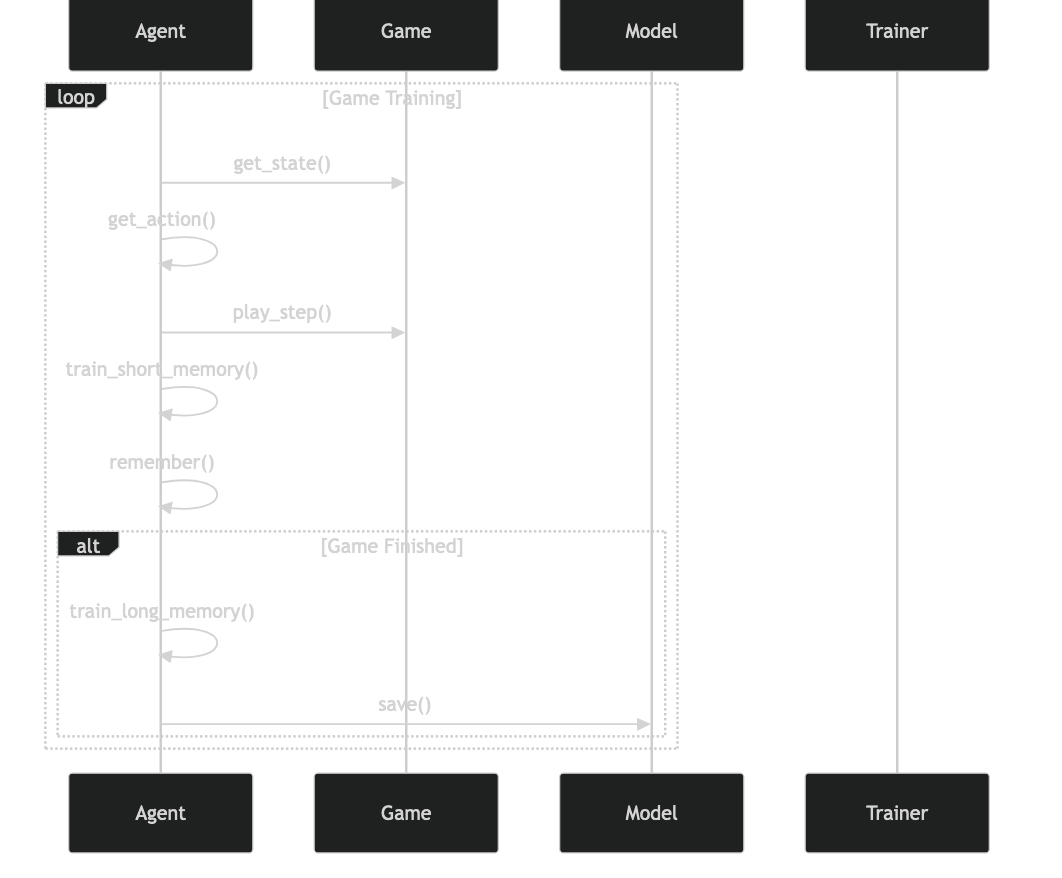 Agent Game Model Trainer
loop [Game Training]
get_state()
get_action()
play_step()
train_short_memory()
remember()
alt [Game Finished]
train_long_memory()
save()
Agent Game Model Trainer